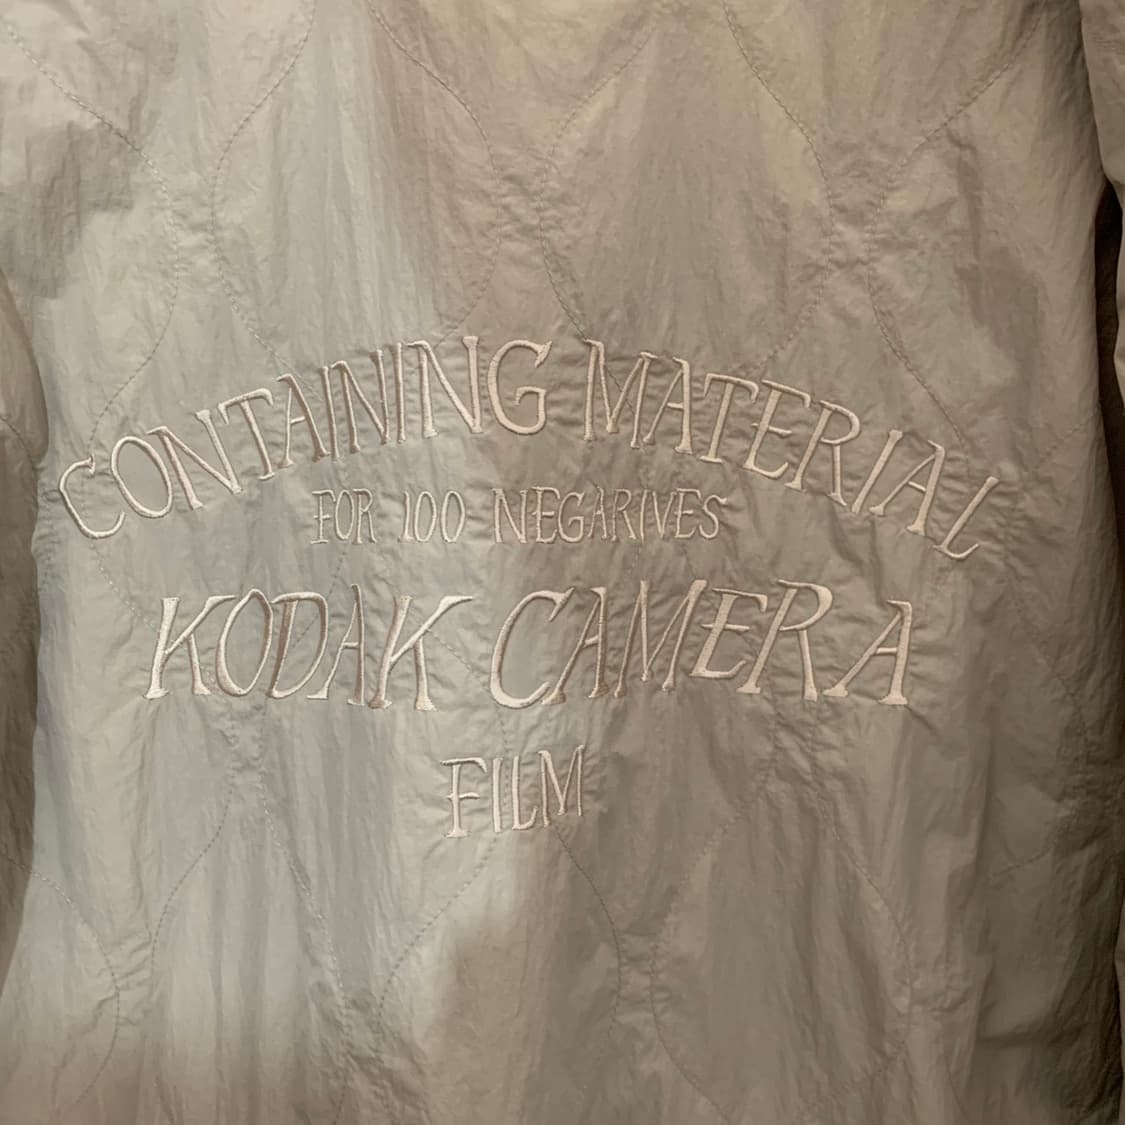 CONTAINING MATERIAL
FOR 100 NEGARIVES
KODAK CAMERA
FILM